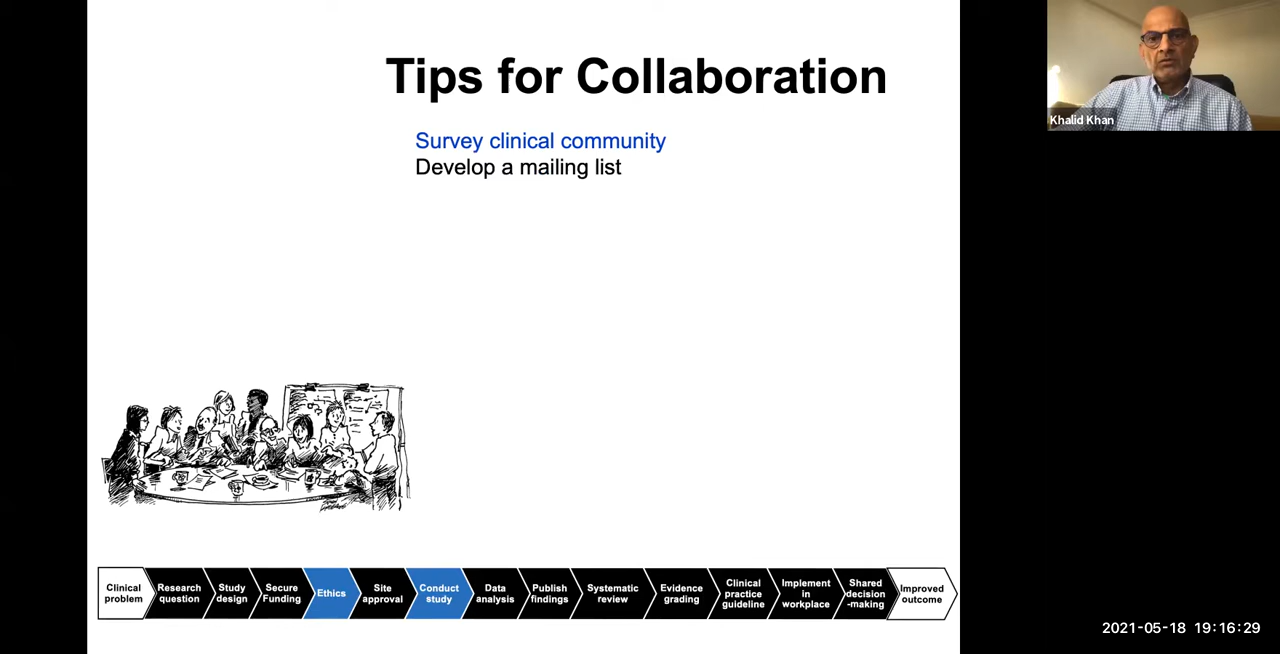 Tips for Collaboration
Survey clinical community
Develop a mailing list
Khalid Khan
Clinical
problem
Research
question
Study
design
Secure
Funding
Ethics
Site
approval
Conduct
study
Data
analysis
Publish
findings
Systematic
review
Evidence
grading
Clinical
practice
guideline
Implement
in
workplace
Shared
decision
-making
Improved
outcome
2021-05-18 19:16:29